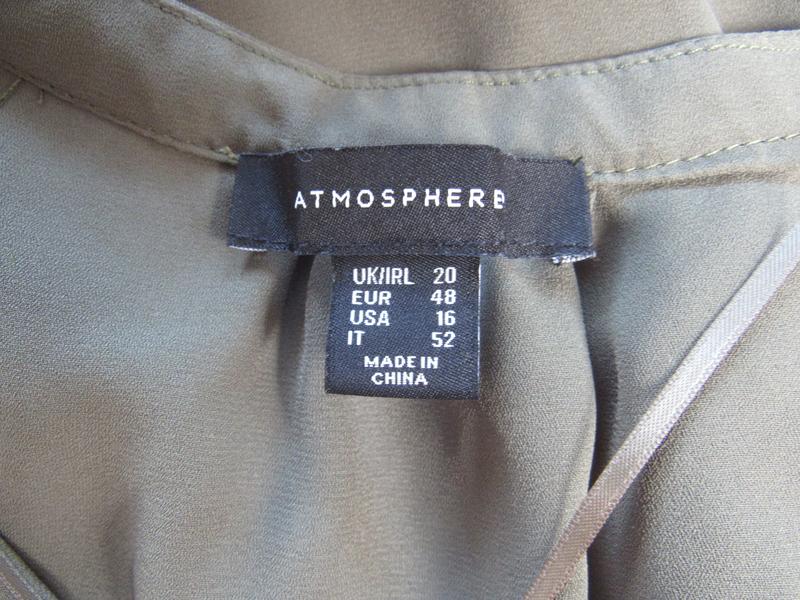 ATMOSPHERE
UK/IRL 20
EUR 48
USA 16
IT 52
MADE IN
CHINA